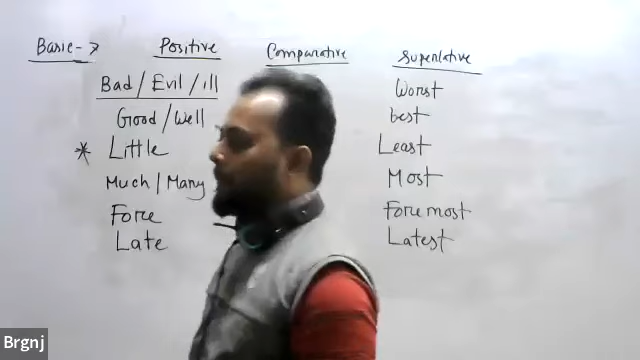 Basic → Positive Comparative Superlative
Bad / Evil / ill Worst
Good / Well best
* Little Least
Much / Many Most
Fore Foremost
Late Latest
Brgnj